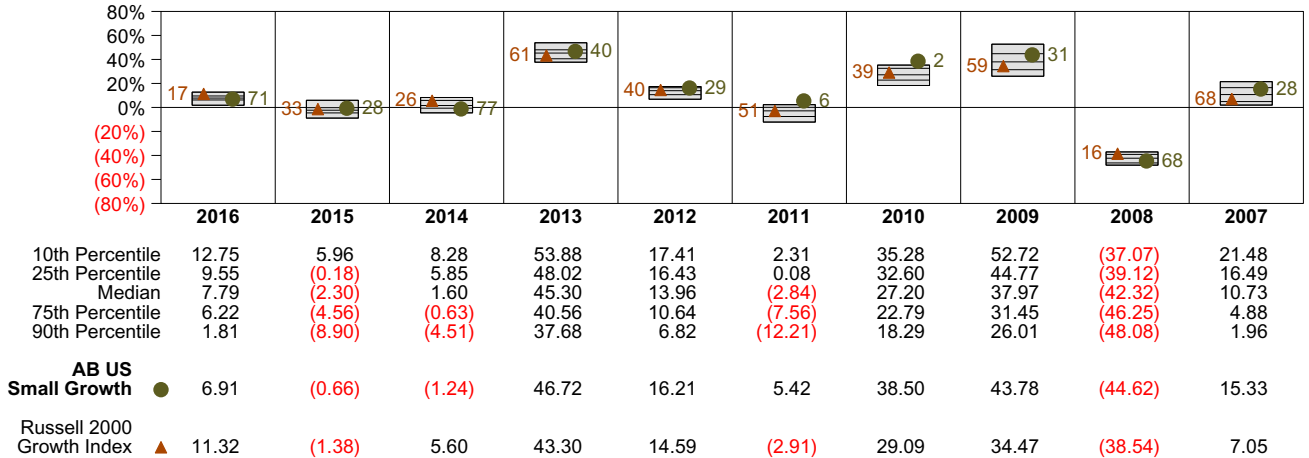 80%
60%
40%
20%
0%
(20%)
(40%)
(60%)
(80%)
17 71 33 28 26 77 61 40 40 29 51 6 39 2 59 31 16 68 68 28
2016 2015 2014 2013 2012 2011 2010 2009 2008 2007
10th Percentile 12.75 5.96 8.28 53.88 17.41 2.31 35.28 52.72 (37.07) 21.48
25th Percentile 9.55 (0.18) 5.85 48.02 16.43 0.08 32.60 44.77 (39.12) 16.49
Median 7.79 (2.30) 1.60 45.30 13.96 (2.84) 27.20 37.97 (42.32) 10.73
75th Percentile 6.22 (4.56) (0.63) 40.56 10.64 (7.56) 22.79 31.45 (46.25) 4.88
90th Percentile 1.81 (8.90) (4.51) 37.68 6.82 (12.21) 18.29 26.01 (48.08) 1.96
AB US
Small Growth 6.91 (0.66) (1.24) 46.72 16.21 5.42 38.50 43.78 (44.62) 15.33
Russell 2000
Growth Index 11.32 (1.38) 5.60 43.30 14.59 (2.91) 29.09 34.47 (38.54) 7.05